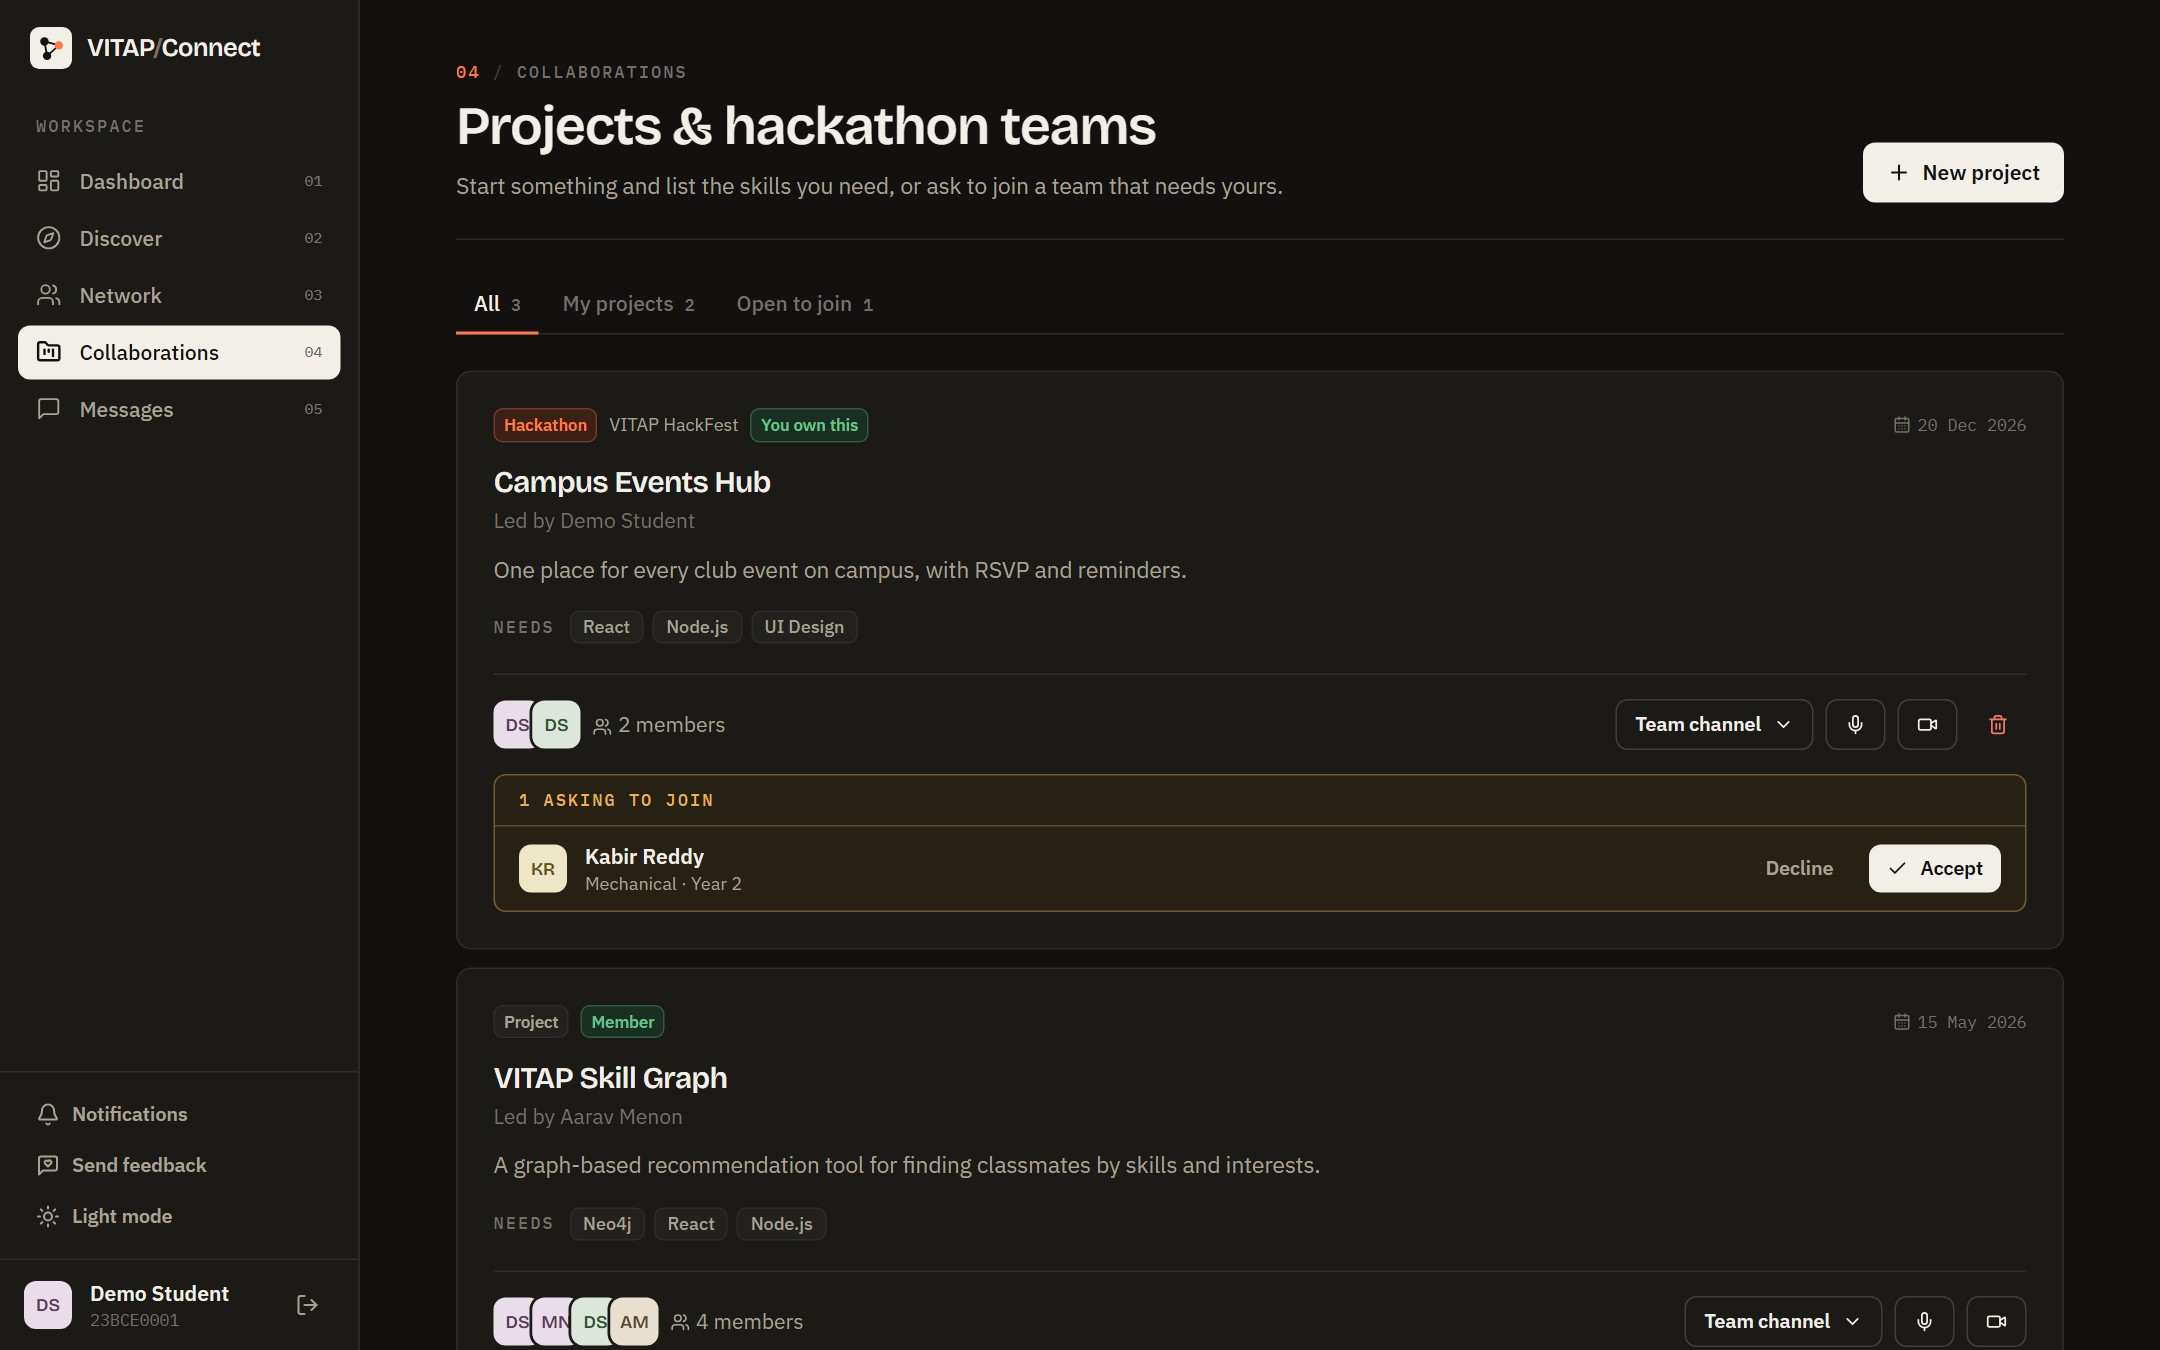 VITAP/Connect
WORKSPACE
Dashboard 01
Discover 02
Network 03
Collaborations 04
Messages 05
Notifications
Send feedback
Light mode
DS Demo Student
23BCE0001
04 / COLLABORATIONS
Projects & hackathon teams
Start something and list the skills you need, or ask to join a team that needs yours.
New project
All 3 My projects 2 Open to join 1
Hackathon VITAP HackFest You own this 20 Dec 2026
Campus Events Hub
Led by Demo Student
One place for every club event on campus, with RSVP and reminders.
NEEDS React Node.js UI Design
DS DS 2 members Team channel
1 ASKING TO JOIN
KR Kabir Reddy
Mechanical · Year 2
Decline Accept
Project Member 15 May 2026
VITAP Skill Graph
Led by Aarav Menon
A graph-based recommendation tool for finding classmates by skills and interests.
NEEDS Neo4j React Node.js
DS MN DS AM 4 members Team channel